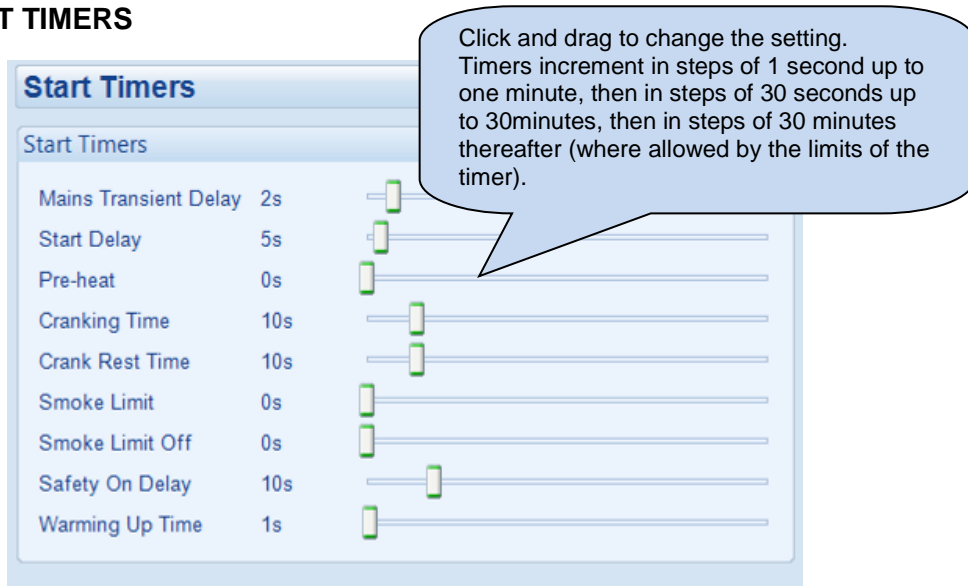 T TIMERS
Click and drag to change the setting.
Timers increment in steps of 1 second up to
one minute, then in steps of 30 seconds up
to 30minutes, then in steps of 30 minutes
thereafter (where allowed by the limits of the
timer).
Start Timers
Start Timers
Mains Transient Delay 2s
Start Delay 5s
Pre-heat 0s
Cranking Time 10s
Crank Rest Time 10s
Smoke Limit 0s
Smoke Limit Off 0s
Safety On Delay 10s
Warming Up Time 1s